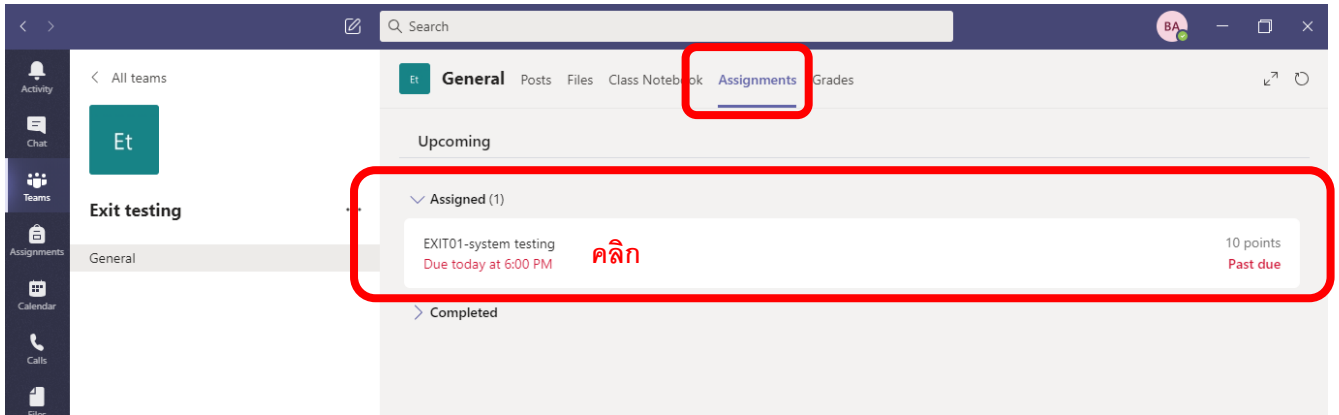 Search
BA
Activity
Chat
Teams
Assignments
Calendar
Calls
Files
All teams
Et
Exit testing
General
Et General Posts Files Class Notebook Assignments Grades
Upcoming
Assigned (1)
EXIT01-system testing
Due today at 6:00 PM
คลิก
10 points
Past due
Completed